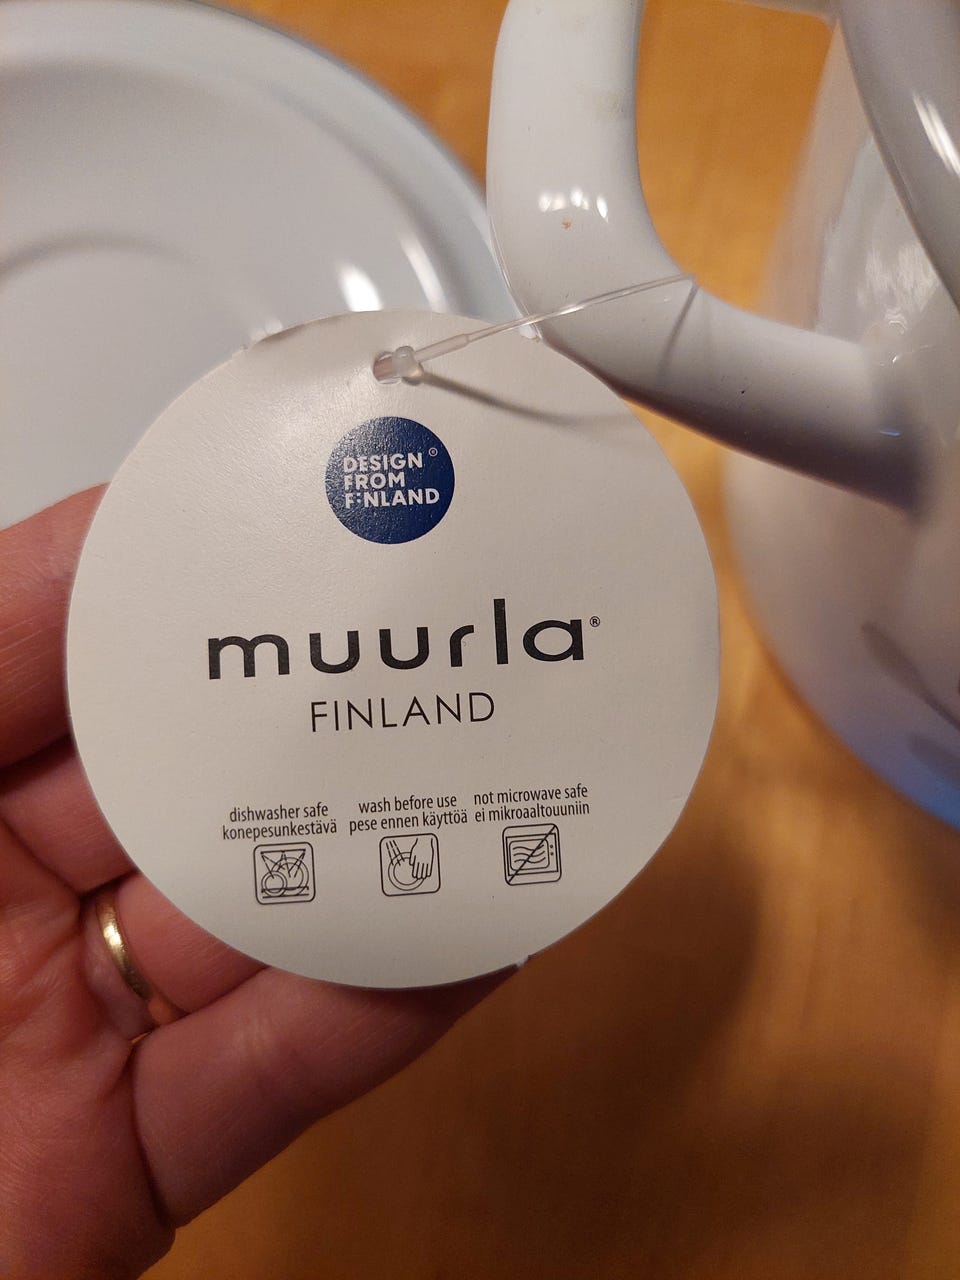 DESIGN®
FROM
FINLAND
muurla®
FINLAND
dishwasher safe
konepesunkestävä
wash before use
pese ennen käyttöä
not microwave safe
ei mikroaaltouuniin